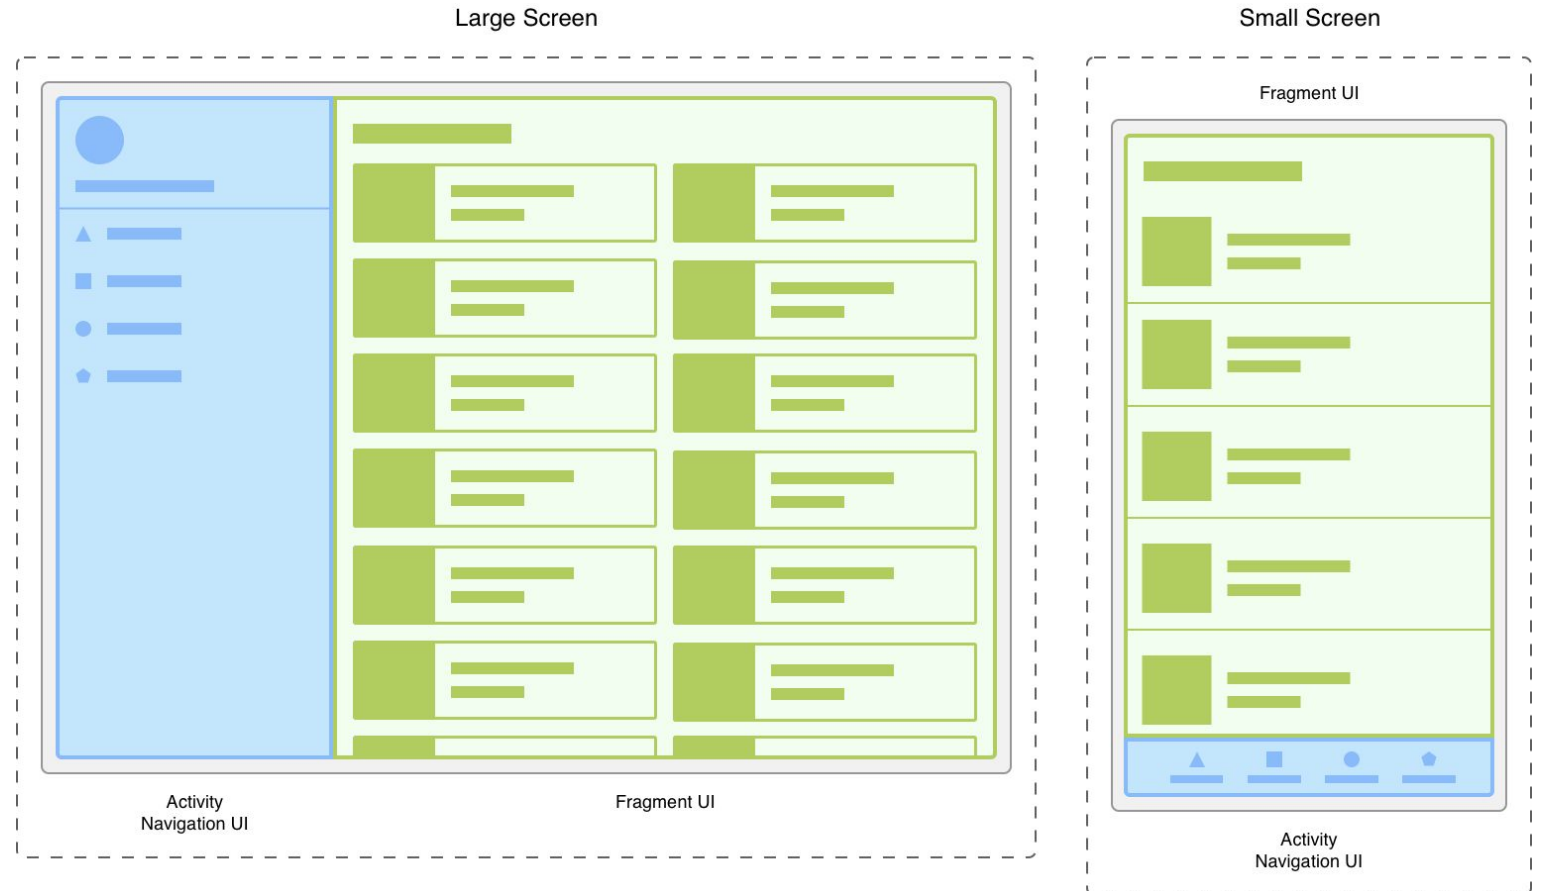 Large Screen
Activity
Navigation UI
Fragment UI
Small Screen
Fragment UI
Activity
Navigation UI